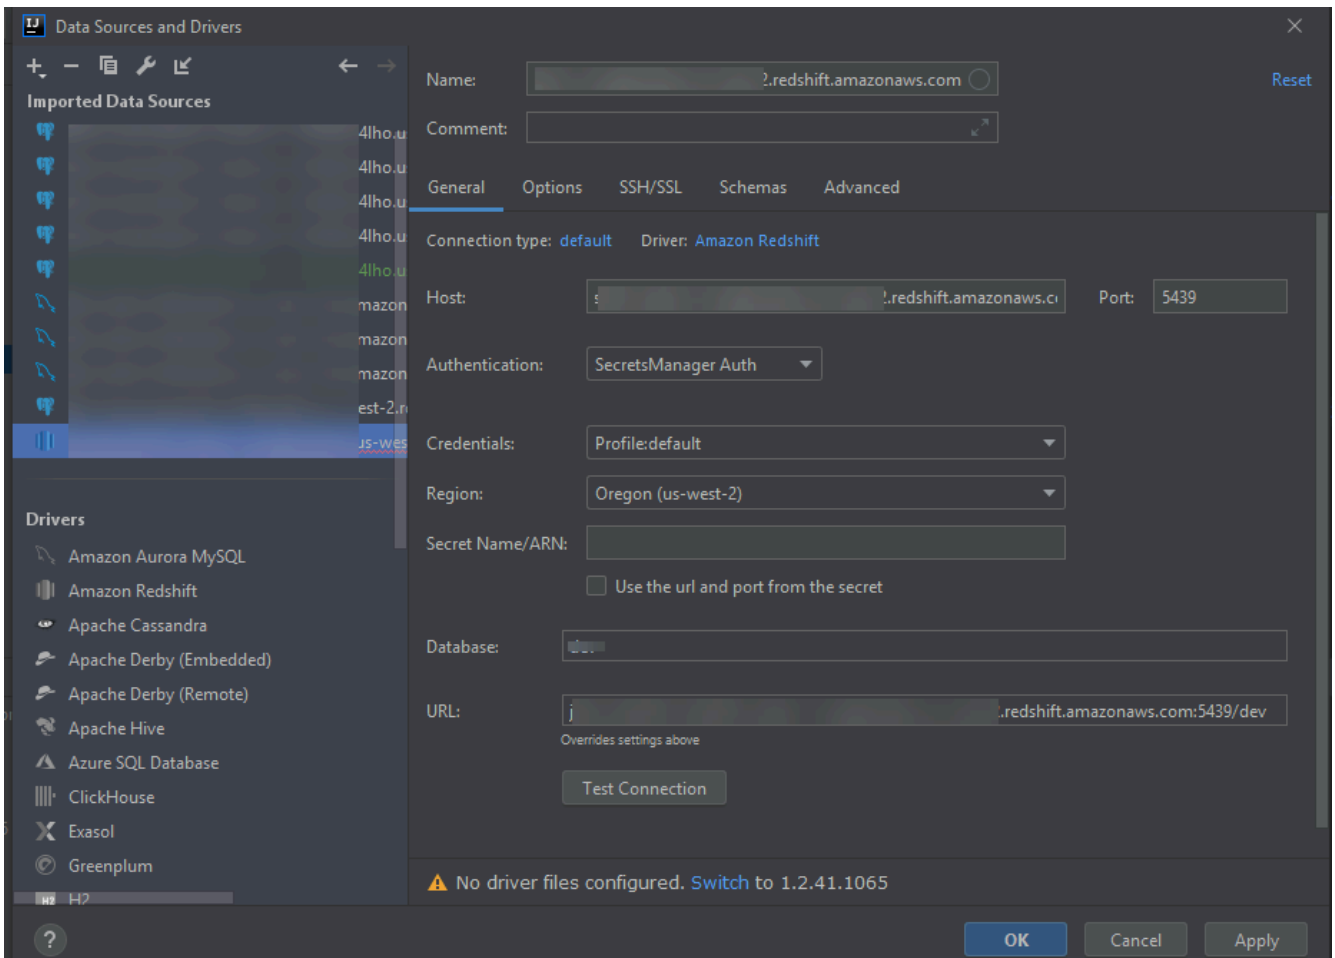 Data Sources and Drivers
Name: 2.redshift.amazonaws.com Reset
Imported Data Sources
Comment:
4lho.u
4lho.u
4lho.u
4lho.u
4lho.u
mazon
mazon
mazon
est-2.r
us-wes
General Options SSH/SSL Schemas Advanced
Connection type: default Driver: Amazon Redshift
Host: .redshift.amazonaws.c Port: 5439
Authentication: SecretsManager Auth
Credentials: Profile:default
Region: Oregon (us-west-2)
Secret Name/ARN:
Use the url and port from the secret
Database:
URL: j .redshift.amazonaws.com:5439/dev
Overrides settings above
Test Connection
Drivers
Amazon Aurora MySQL
Amazon Redshift
Apache Cassandra
Apache Derby (Embedded)
Apache Derby (Remote)
Apache Hive
Azure SQL Database
ClickHouse
Exasol
Greenplum
H2
No driver files configured. Switch to 1.2.41.1065
? OK Cancel Apply